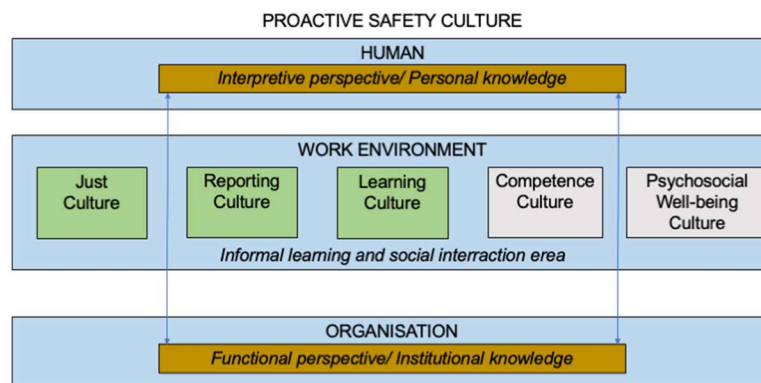 PROACTIVE SAFETY CULTURE
HUMAN
Interpretive perspective/ Personal knowledge
WORK ENVIRONMENT
Just
Culture
Reporting
Culture
Learning
Culture
Competence
Culture
Psychosocial
Well-being
Culture
Informal learning and social interraction erea
ORGANISATION
Functional perspective/ Institutional knowledge